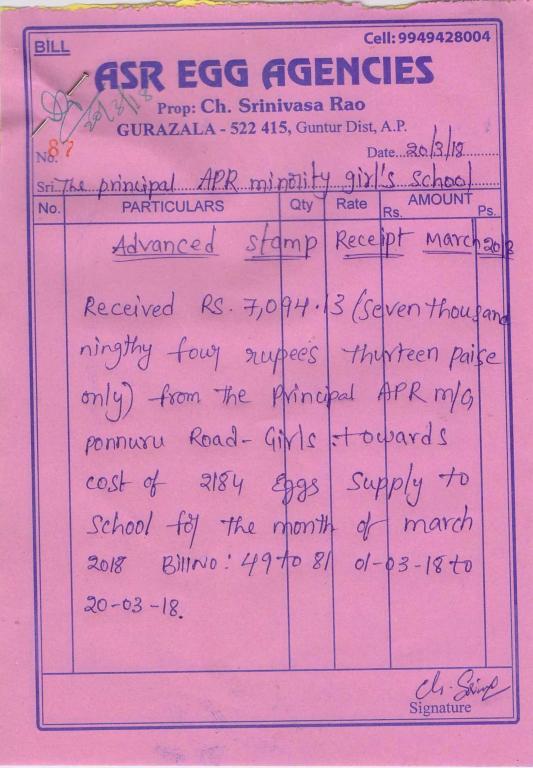 BILL
Cell: 9949428004
ASR EGG AGENCIES
20/3/18
Prop: Ch. Srinivasa Rao
GURAZALA - 522 415, Guntur Dist, A.P.
No. 87
Date...20/3/18
Sri. The principal APR minority girl's School
No. PARTICULARS Qty Rate AMOUNT
Rs. Ps.
Advanced Stamp Receipt March 2018
Received RS. 7,094.13 (seven thousand
ningthy four rupees thurteen paise
only) from the Principal APR m/G
ponnuru Road-Girls towards
cost of 2184 Eggs Supply to
School for the month of march
2018 Bill No: 49 to 81 01-03-18 to
20-03-18.
Signature